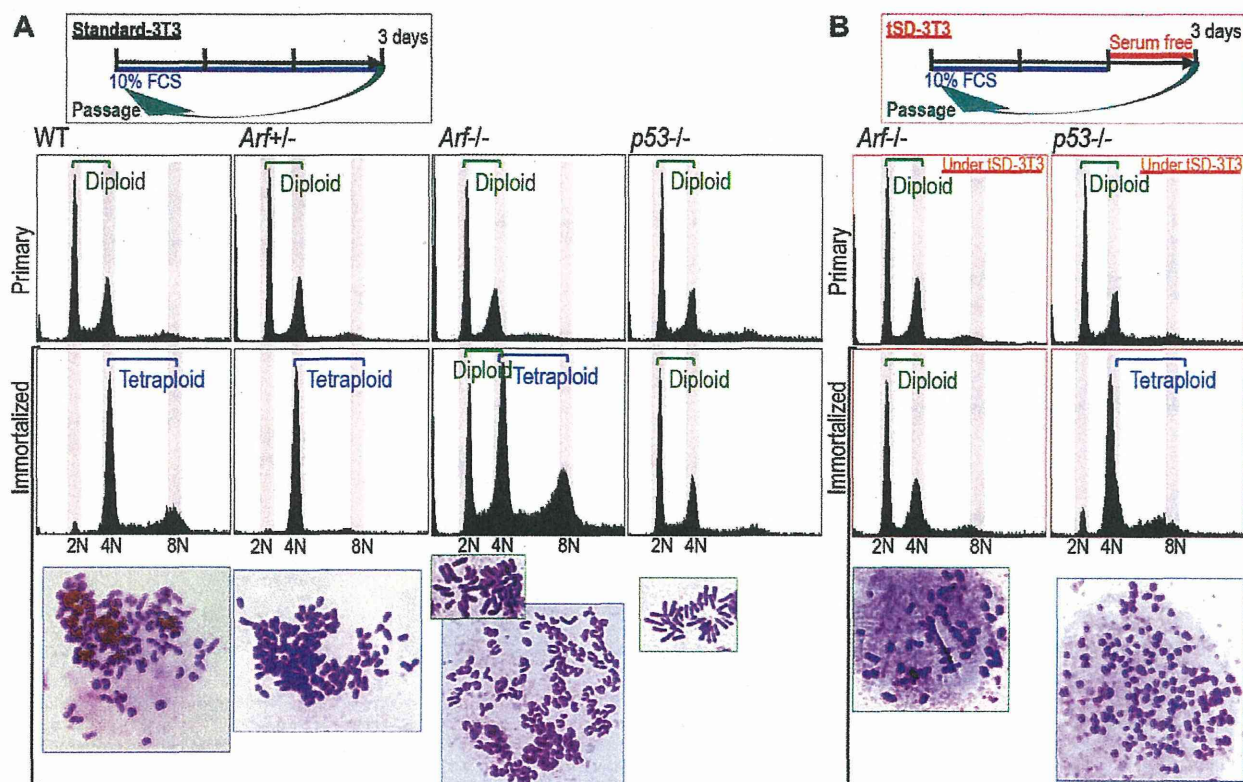 A
Standard-3T3
3 days
10% FCS
Passage
B
tSD-3T3
Serum free
3 days
10% FCS
Passage
WT
Arf+/-
Arf-/-
p53-/-
Arf-/-
p53-/-
Primary
Diploid
Diploid
Diploid
Diploid
Under tSD-3T3
Diploid
Under tSD-3T3
Diploid
Immortalized
Tetraploid
Tetraploid
Diploid
Tetraploid
Diploid
Diploid
Tetraploid
Primary
Immortalized
2N 4N 8N
2N 4N 8N
2N 4N 8N
2N 4N
2N 4N 8N
2N 4N 8N